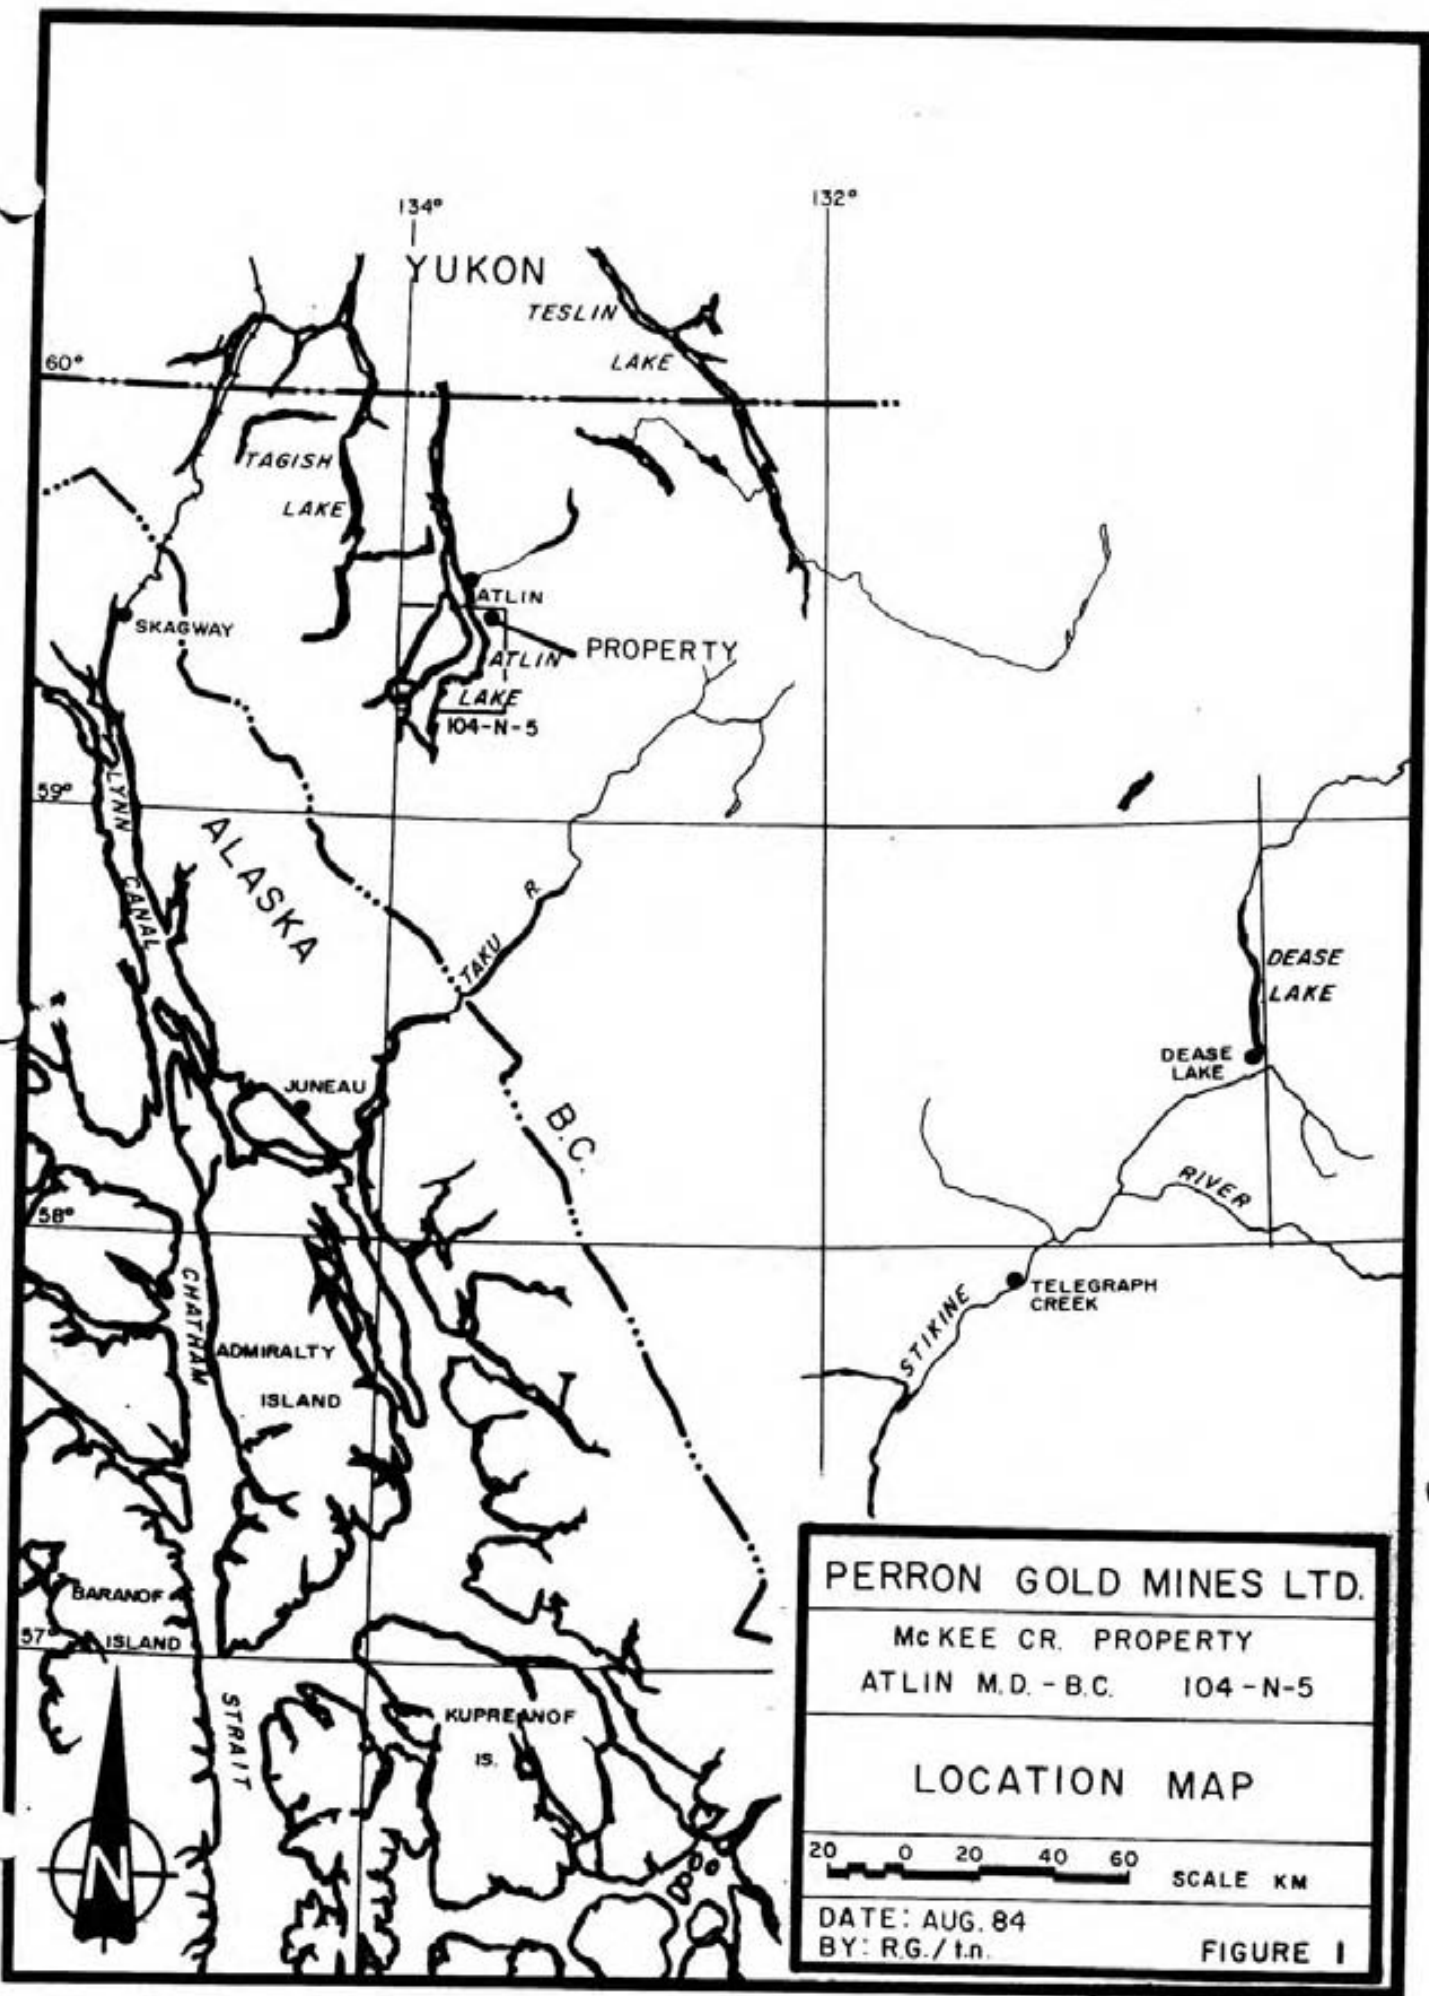 134°
132°
YUKON
TESLIN
LAKE
60°
TAGISH
LAKE
ATLIN
SKAGWAY
PROPERTY
ATLIN
LAKE
104-N-5
59°
LYNN
CANAL
ALASKA
TAKU R
DEASE
LAKE
DEASE
LAKE
JUNEAU
B.C.
RIVER
58°
CHATHAM
TELEGRAPH
CREEK
STIKINE
ADMIRALTY
ISLAND
BARANOF
57°
ISLAND
STRAIT
KUPREANOF
IS.
N
PERRON GOLD MINES LTD.
McKEE CR. PROPERTY
ATLIN M.D. - B.C. 104-N-5
LOCATION MAP
20 0 20 40 60
SCALE KM
DATE: AUG. 84
BY: R.G./t.n.
FIGURE 1